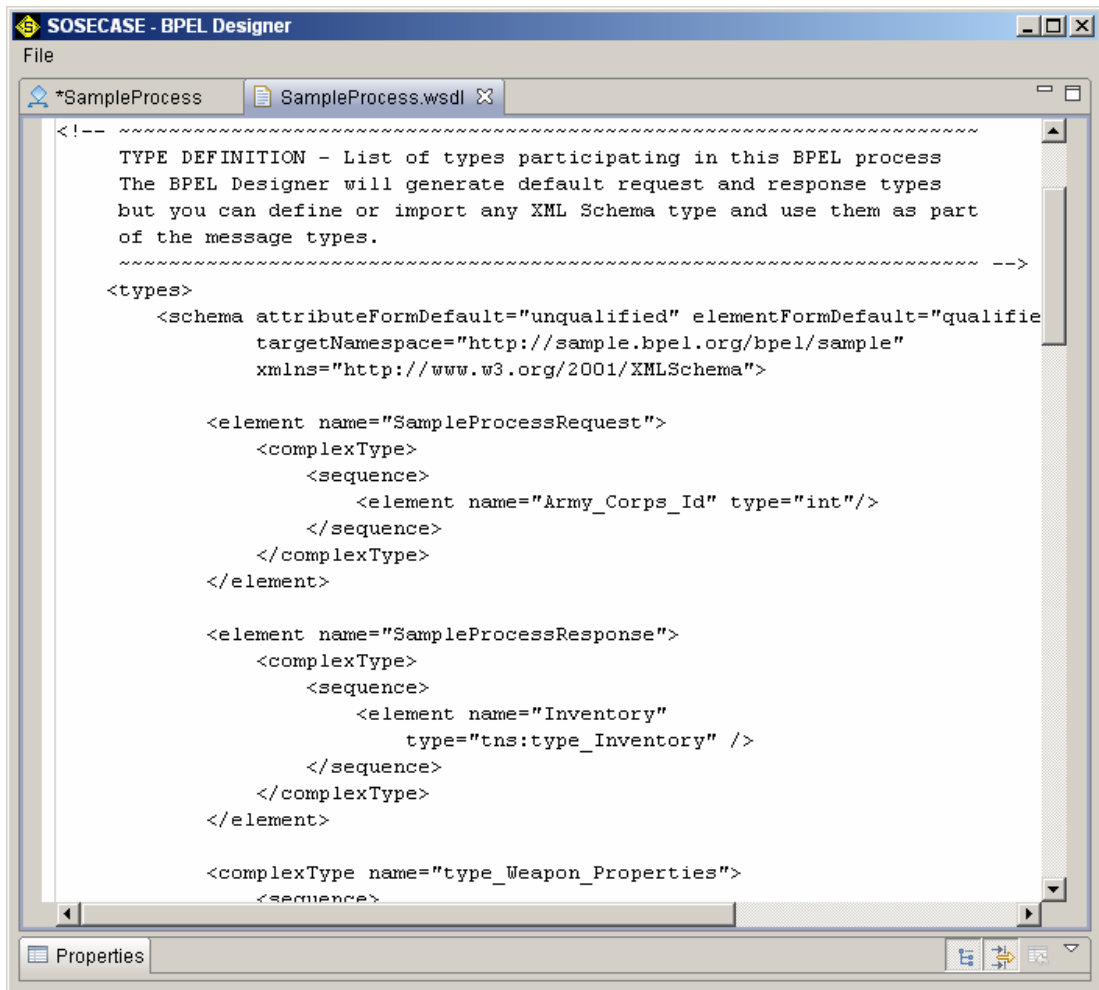 SOSECASE - BPEL Designer
File
*SampleProcess SampleProcess.wsdl
<!-- ~~~~~~~~~~~~~~~~~~~~~~~~~~~~~~~~~~~~~~~~~~~~~~~~~~~~~~~~~~~~~~~~~~~~~~
TYPE DEFINITION - List of types participating in this BPEL process
The BPEL Designer will generate default request and response types
but you can define or import any XML Schema type and use them as part
of the message types.
~~~~~~~~~~~~~~~~~~~~~~~~~~~~~~~~~~~~~~~~~~~~~~~~~~~~~~~~~~~~~~~~~~~~~~ -->
<types>
<schema attributeFormDefault="unqualified" elementFormDefault="qualifie
targetNamespace="http://sample.bpel.org/bpel/sample"
xmlns="http://www.w3.org/2001/XMLSchema">
<element name="SampleProcessRequest">
<complexType>
<sequence>
<element name="Army_Corps_Id" type="int"/>
</sequence>
</complexType>
</element>
<element name="SampleProcessResponse">
<complexType>
<sequence>
<element name="Inventory"
type="tns:type_Inventory" />
</sequence>
</complexType>
</element>
<complexType name="type_Weapon_Properties">
<sequence>
Properties